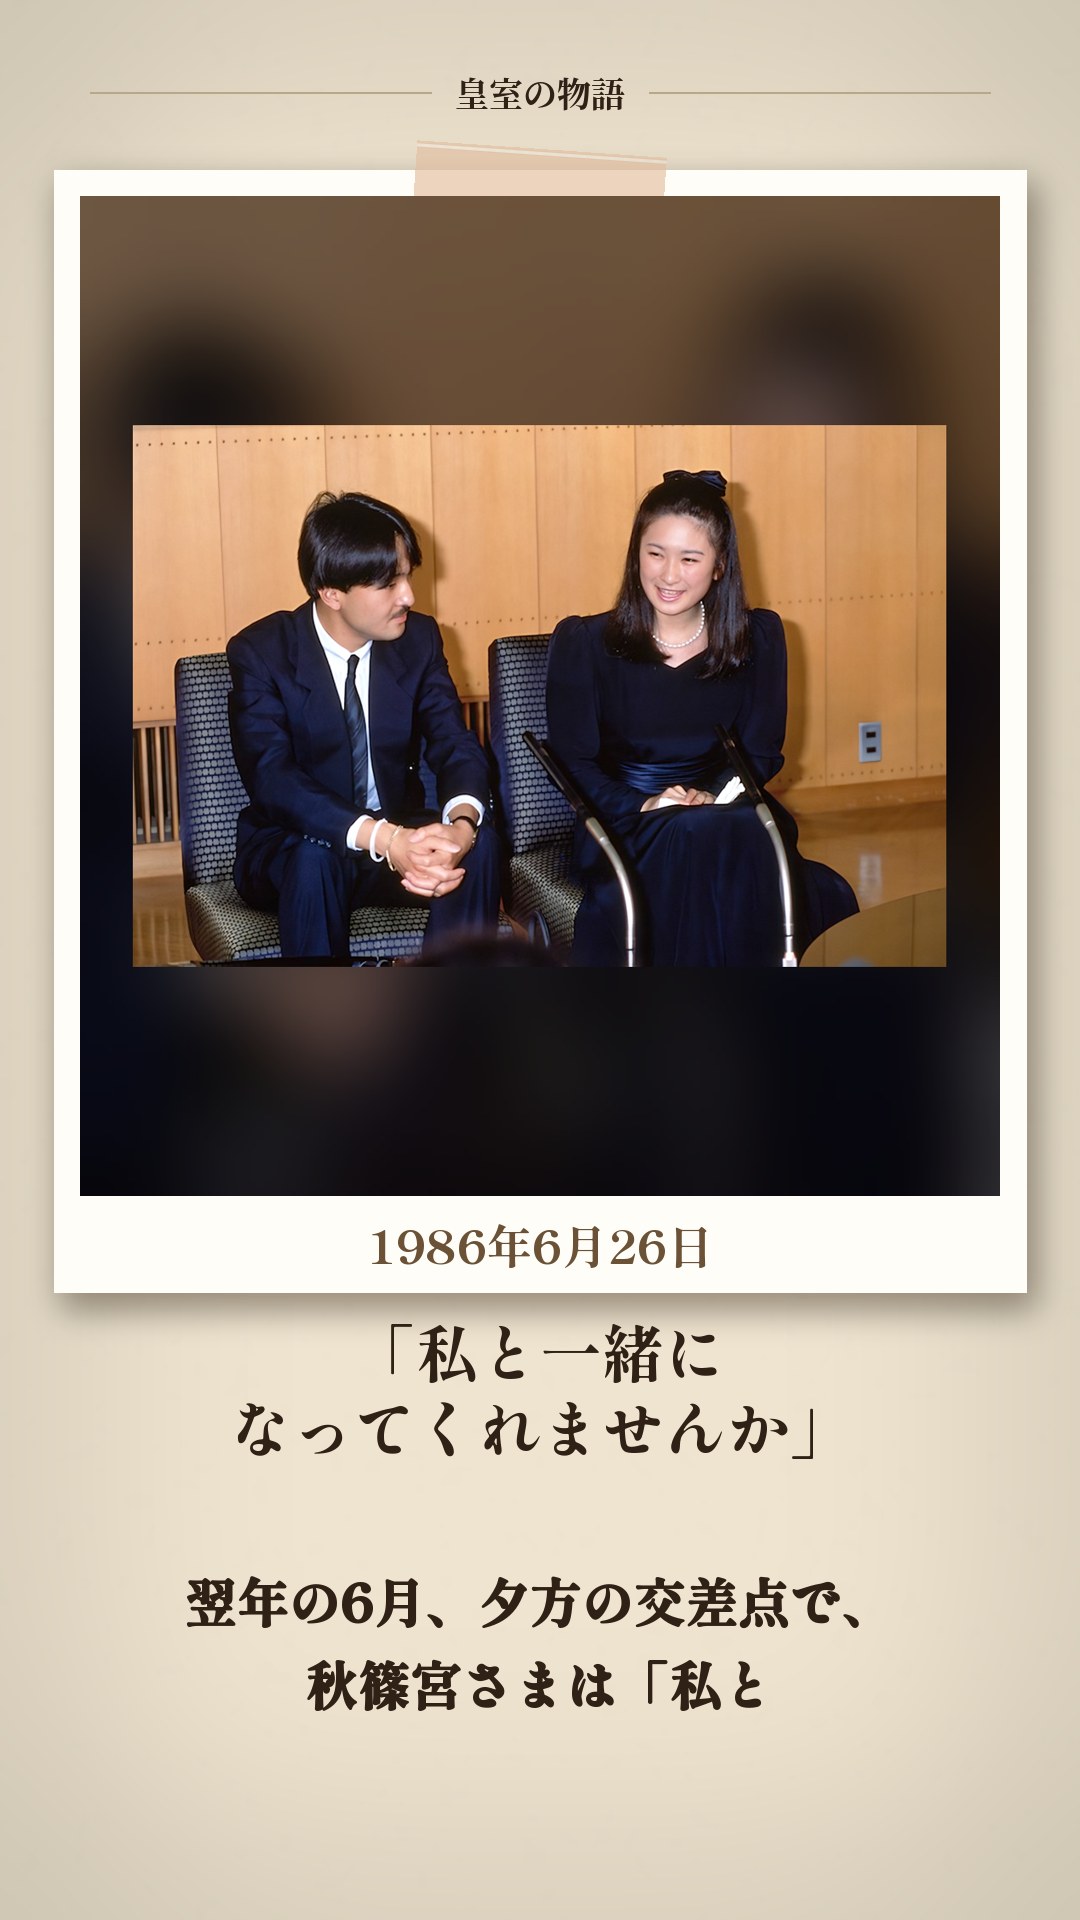 皇室の物語
1986年6月26日
「私と一緒に
なってくれませんか」
翌年の6月、夕方の交差点で、
秋篠宮さまは「私と